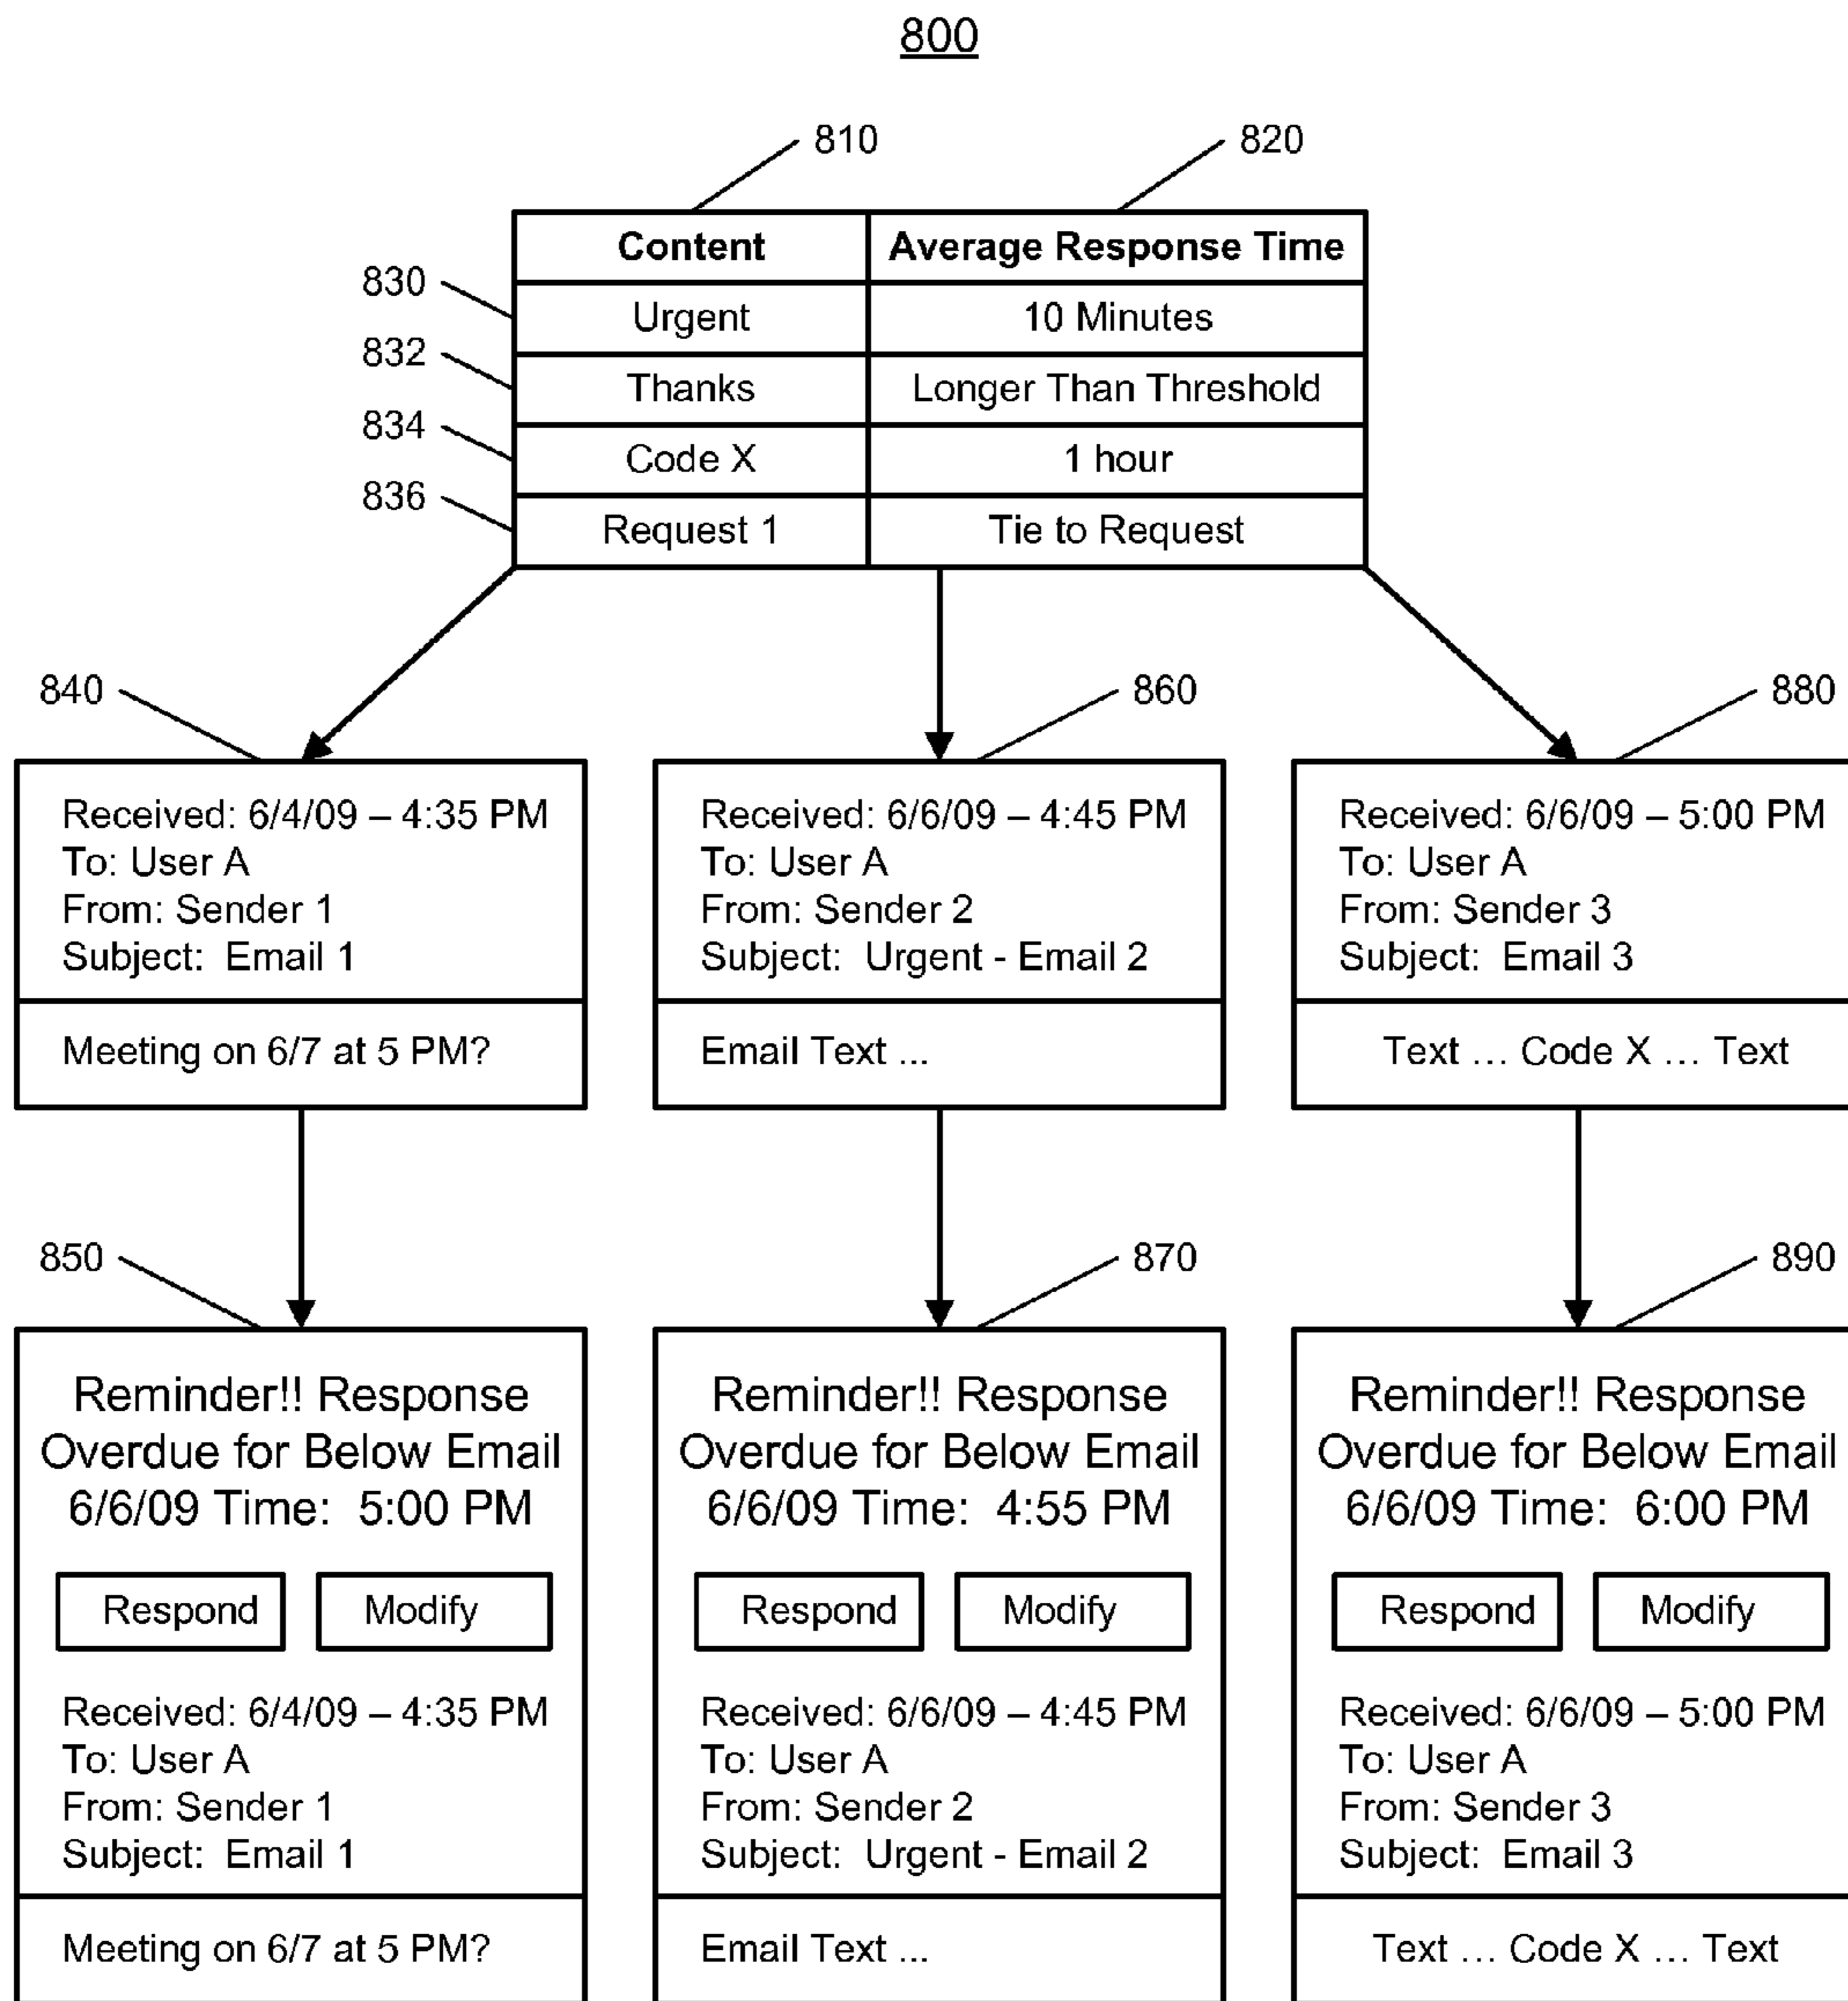 800
810
820
Content Average Response Time
830
Urgent 10 Minutes
832
Thanks Longer Than Threshold
834
Code X 1 hour
836
Request 1 Tie to Request
840
Received: 6/4/09 – 4:35 PM
To: User A
From: Sender 1
Subject: Email 1
Meeting on 6/7 at 5 PM?
860
Received: 6/6/09 – 4:45 PM
To: User A
From: Sender 2
Subject: Urgent - Email 2
Email Text ...
880
Received: 6/6/09 – 5:00 PM
To: User A
From: Sender 3
Subject: Email 3
Text … Code X … Text
850
Reminder!! Response
Overdue for Below Email
6/6/09 Time: 5:00 PM
Respond Modify
Received: 6/4/09 – 4:35 PM
To: User A
From: Sender 1
Subject: Email 1
Meeting on 6/7 at 5 PM?
870
Reminder!! Response
Overdue for Below Email
6/6/09 Time: 4:55 PM
Respond Modify
Received: 6/6/09 – 4:45 PM
To: User A
From: Sender 2
Subject: Urgent - Email 2
Email Text ...
890
Reminder!! Response
Overdue for Below Email
6/6/09 Time: 6:00 PM
Respond Modify
Received: 6/6/09 – 5:00 PM
To: User A
From: Sender 3
Subject: Email 3
Text … Code X … Text